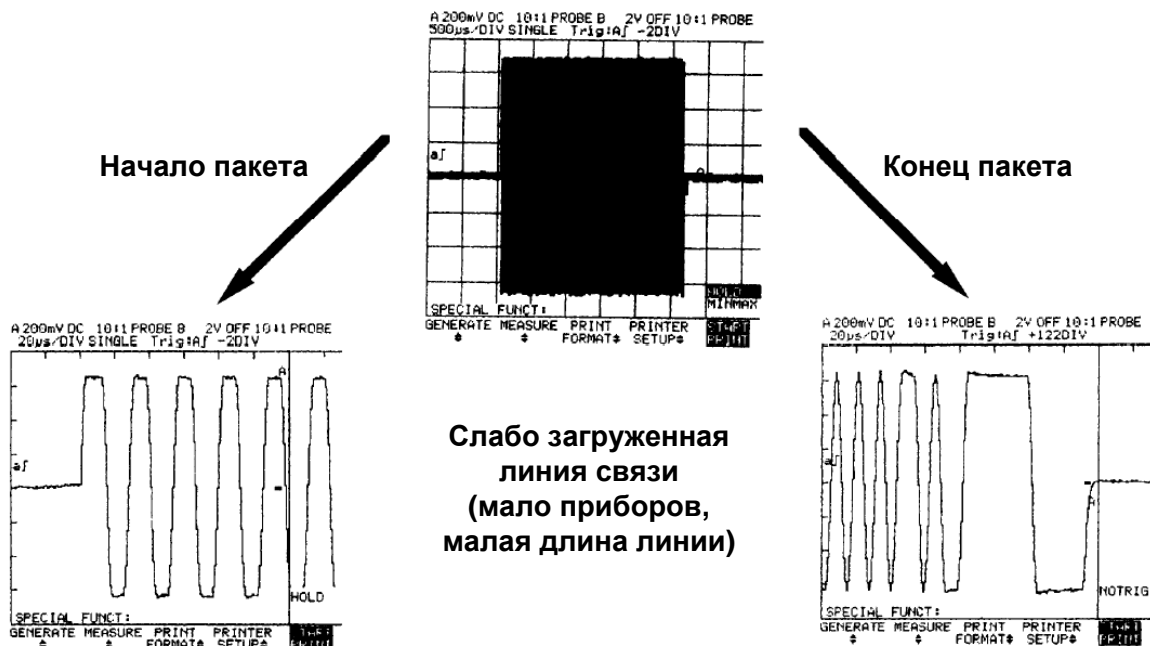 A 200mV DC 10:1 PROBE B 2V OFF 10:1 PROBE
500µs/DIV SINGLE Trig:A∫ -2DIV
a∫
A
MINMAX
SPECIAL FUNCT:
GENERATE MEASURE PRINT FORMAT♦ PRINTER SETUP♦ START PRINT
Начало пакета
Конец пакета
A 200mV DC 10:1 PROBE B 2V OFF 10:1 PROBE
20µs/DIV SINGLE Trig:A∫ -2DIV
A
a∫
HOLD
SPECIAL FUNCT:
GENERATE MEASURE PRINT PRINTER
FORMAT♦ SETUP♦
Слабо загруженная
линия связи
(мало приборов,
малая длина линии)
A 200mV DC 10:1 PROBE B 2V OFF 10:1 PROBE
20µs/DIV Trig:A∫ +122DIV
a∫
A
NOTRIG
SPECIAL FUNCT:
GENERATE MEASURE PRINT PRINTER
FORMAT♦ SETUP♦